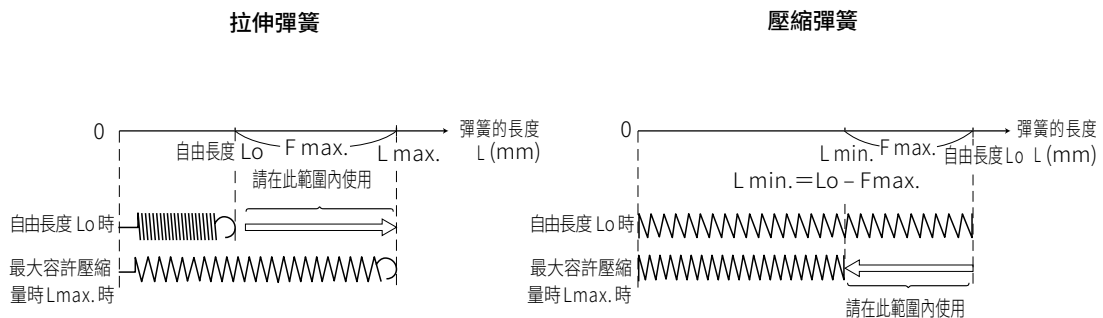 拉伸彈簧
0
彈簧的長度
L (mm)
自由長度 Lo
F max.
L max.
請在此範圍內使用
自由長度 Lo 時
最大容許壓縮
量時Lmax. 時
壓縮彈簧
0
彈簧的長度
L (mm)
L min.
F max.
自由長度Lo
L min.＝Lo – Fmax.
自由長度 Lo 時
最大容許壓縮
量時Lmax. 時
請在此範圍內使用